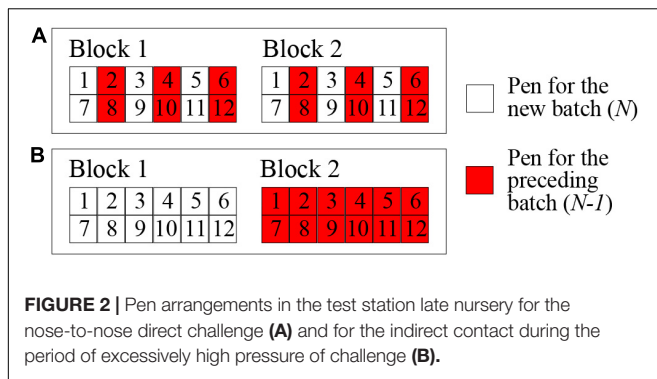 A
Block 1
1 2 3 4 5 6
7 8 9 10 11 12
Block 2
1 2 3 4 5 6
7 8 9 10 11 12
B
Block 1
1 2 3 4 5 6
7 8 9 10 11 12
Block 2
1 2 3 4 5 6
7 8 9 10 11 12
Pen for the
new batch (N)
Pen for the
preceding
batch (N-1)
FIGURE 2 | Pen arrangements in the test station late nursery for the
nose-to-nose direct challenge (A) and for the indirect contact during the
period of excessively high pressure of challenge (B).